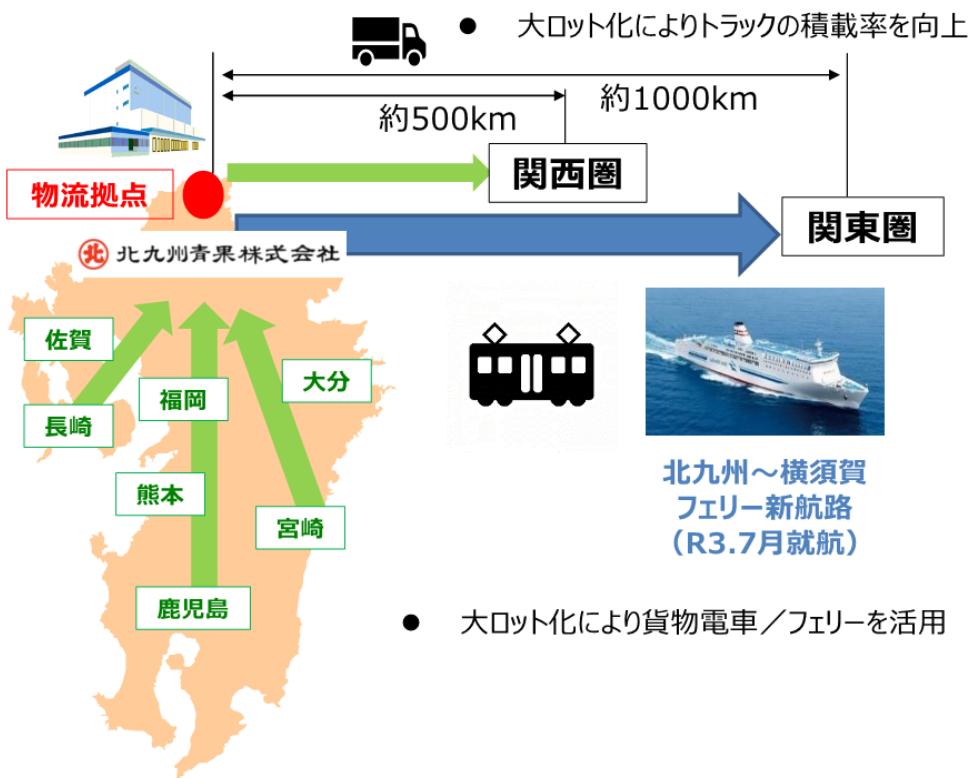 ● 大ロット化によりトラックの積載率を向上
約1000km
約500km
関西圏
物流拠点
関東圏
北 北九州青果株式会社
佐賀
大分
福岡
長崎
熊本
宮崎
北九州～横須賀
フェリー新航路
（R3.7月就航）
鹿児島
● 大ロット化により貨物電車／フェリーを活用